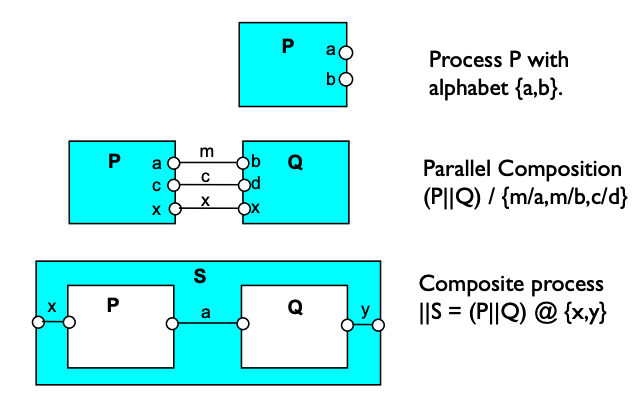 P
a
b
Process P with
alphabet {a,b}.
P
a
m
b
Q
c
c
d
x
x
x
Parallel Composition
(P||Q) / {m/a,m/b,c/d}
S
x
P
a
Q
y
Composite process
||S = (P||Q) @ {x,y}